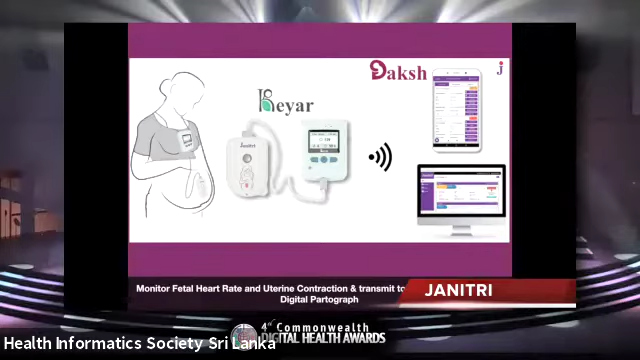 Daksh
Keyar
Janitri
Monitor Fetal Heart Rate and Uterine Contraction & transmit to
Digital Partograph
JANITRI
4th Commonwealth
DIGITAL HEALTH AWARDS
Health Informatics Society Sri Lanka